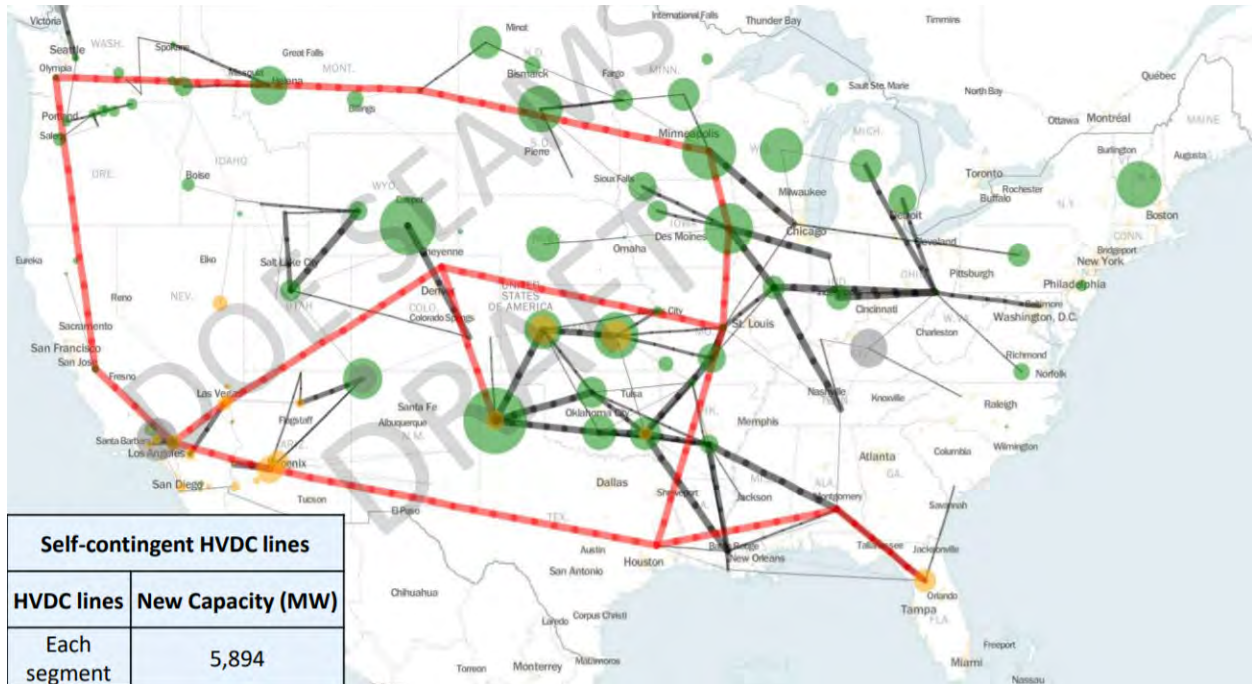 Victoria
Seattle
WASH.
Spokane
Great Falls
Minot
International Falls
Thunder Bay
Timmins
Olympia
Missoula
Helena
MONT.
N.D.
Bismarck
Fargo
MINN.
Sault Ste. Marie
North Bay
Québec
Portland
Salem
Billings
Minneapolis
Ottawa
Montréal
MAINE
ORE.
IDAHO
Boise
Pierre
S.D.
Sioux Falls
MICH.
Toronto
Burlington
Augusta
WYO.
Casper
Milwaukee
Detroit
Buffalo
Rochester
N.Y.
Boston
Eureka
Elko
Salt Lake City
Cheyenne
Omaha
IOWA
Des Moines
Chicago
Cleveland
CONN.
Bridgeport
New York
Reno
NEV.
UTAH
Denver
COLO.
Colorado Springs
UNITED
STATES
OF AMERICA
City
St. Louis
IND.
OHIO
Cincinnati
Pittsburgh
Philadelphia
Baltimore
Washington, D.C.
Sacramento
San Francisco
San Jose
Fresno
Las Vegas
W.VA.
Charleston
Richmond
Norfolk
Flagstaff
Santa Fe
Albuquerque
N.M.
Tulsa
Oklahoma City
Nashville
Knoxville
Raleigh
Santa Barbara
Los Angeles
San Diego
ARIZ.
Phoenix
Tucson
Memphis
Atlanta
GA.
Columbia
Wilmington
El Paso
TEX.
Dallas
Shreveport
Jackson
ALA.
Montgomery
Savannah
Austin
Houston
San Antonio
Baton Rouge
New Orleans
Tallahassee
Jacksonville
Chihuahua
Laredo
Corpus Christi
Orlando
Tampa
FLA.
Torreon
Monterrey
Matamoros
Freeport
Miami
Nassau
DOE SEAMS
DRAFT
Self-contingent HVDC lines
HVDC lines New Capacity (MW)
Each
segment
5,894